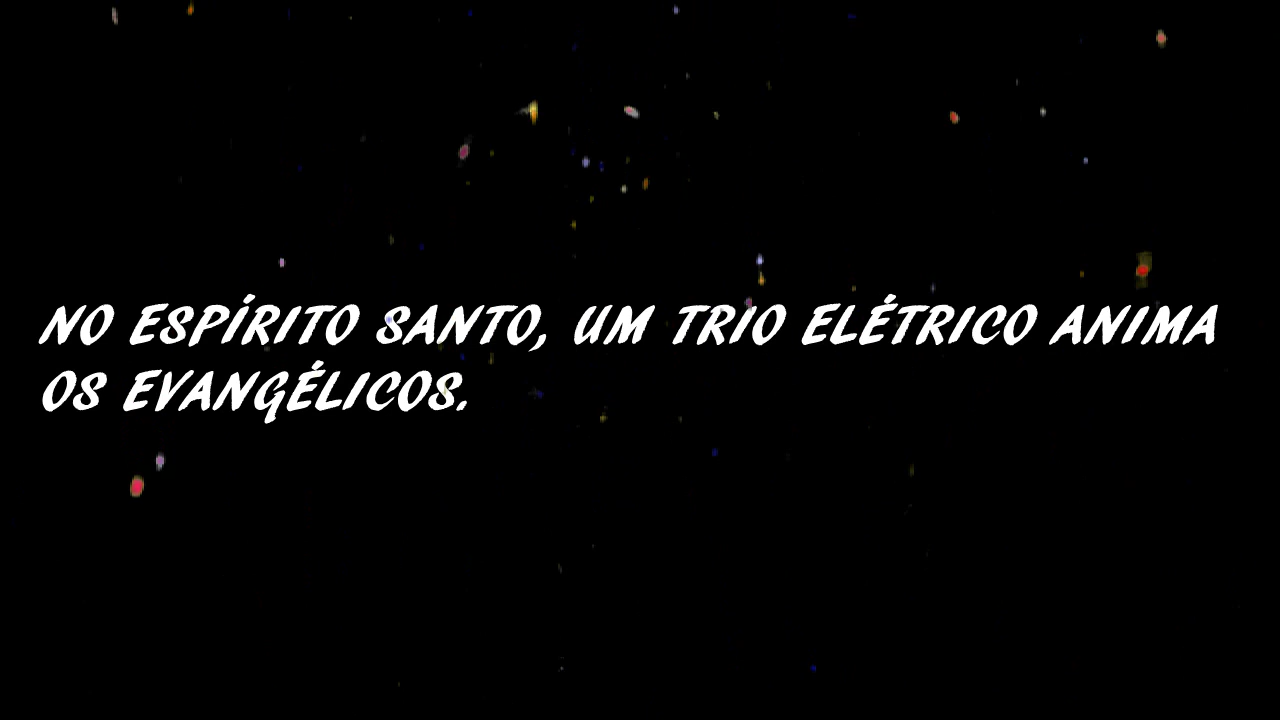 NO ESPÍRITO SANTO, UM TRIO ELÉTRICO ANIMA
OS EVANGÉLICOS.